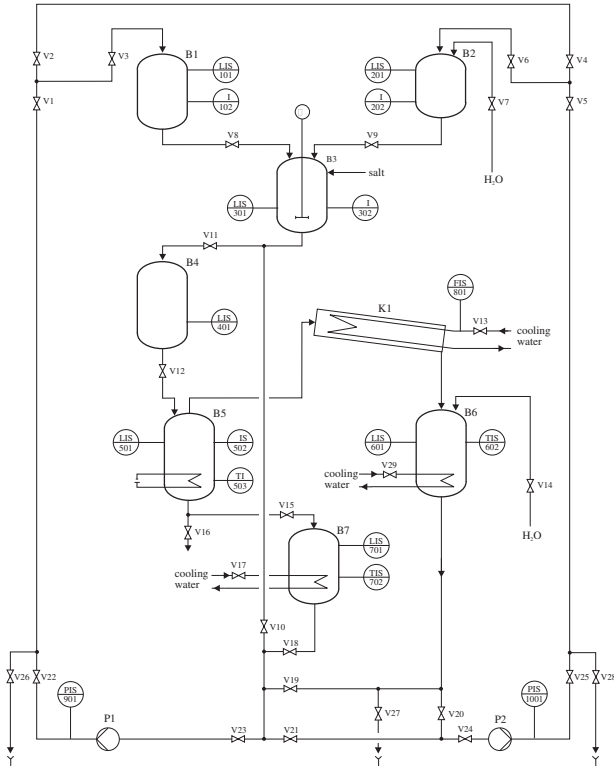 V2
V3
B1
LIS
101
LIS
201
B2
V6
V4
V1
I
102
I
202
V7
V5
V8
V9
B3
salt
H₂O
LIS
301
I
302
V11
B4
FIS
801
K1
LIS
401
V13
cooling
water
V12
B5
B6
LIS
501
IS
502
LIS
601
TIS
602
TI
503
cooling
water
V29
V14
V15
V16
B7
H₂O
LIS
701
cooling
water
V17
TIS
702
V10
V18
V26
V22
PIS
901
V19
PIS
1001
V25
V28
P1
V27
V20
P2
V23
V21
V24